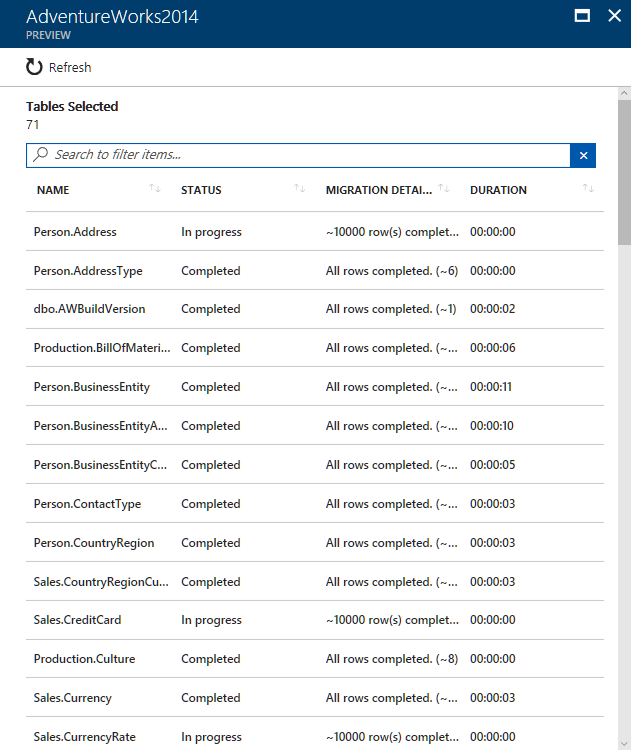 AdventureWorks2014
PREVIEW
Refresh
Tables Selected
71
Search to filter items...
NAME STATUS MIGRATION DETAI... DURATION
Person.Address In progress ~10000 row(s) complet... 00:00:00
Person.AddressType Completed All rows completed. (~6) 00:00:00
dbo.AWBuildVersion Completed All rows completed. (~1) 00:00:02
Production.BillOfMateri... Completed All rows completed. (~... 00:00:06
Person.BusinessEntity Completed All rows completed. (~... 00:00:11
Person.BusinessEntityA... Completed All rows completed. (~... 00:00:10
Person.BusinessEntityC... Completed All rows completed. (~... 00:00:05
Person.ContactType Completed All rows completed. (~... 00:00:03
Person.CountryRegion Completed All rows completed. (~... 00:00:03
Sales.CountryRegionCu... Completed All rows completed. (~... 00:00:03
Sales.CreditCard In progress ~10000 row(s) complet... 00:00:00
Production.Culture Completed All rows completed. (~8) 00:00:00
Sales.Currency Completed All rows completed. (~... 00:00:03
Sales.CurrencyRate In progress ~10000 row(s) complet... 00:00:00